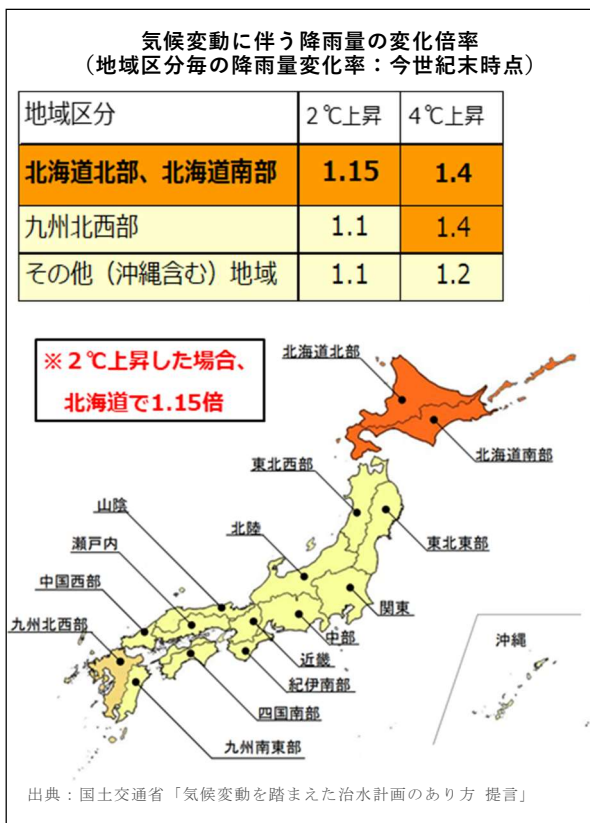 気候変動に伴う降雨量の変化倍率
(地域区分毎の降雨量変化率：今世紀末時点)
地域区分 2℃上昇 4℃上昇
北海道北部、北海道南部 1.15 1.4
九州北西部 1.1 1.4
その他（沖縄含む）地域 1.1 1.2
※２℃上昇した場合、
北海道で1.15倍
北海道北部
北海道南部
東北西部
山陰
北陸
東北東部
瀬戸内
中国西部
関東
九州北西部
中部
沖縄
近畿
紀伊南部
四国南部
九州南東部
出典：国土交通省「気候変動を踏まえた治水計画のあり方 提言」